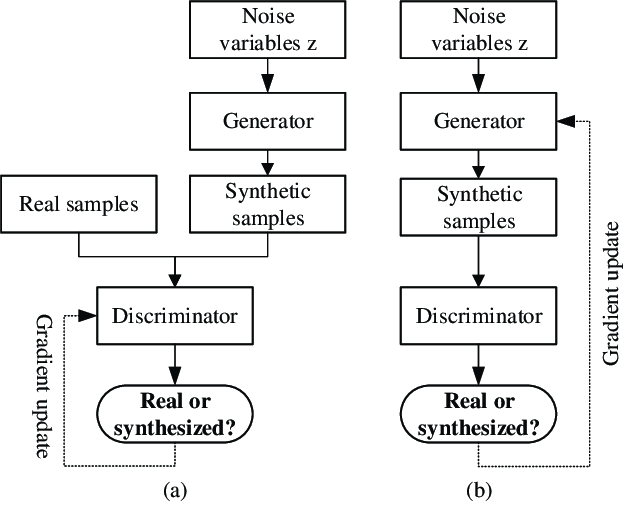 Noise
variables z
Generator
Real samples
Synthetic
samples
Discriminator
Gradient update
Real or
synthesized?
(a)
Noise
variables z
Generator
Synthetic
samples
Discriminator
Gradient update
Real or
synthesized?
(b)